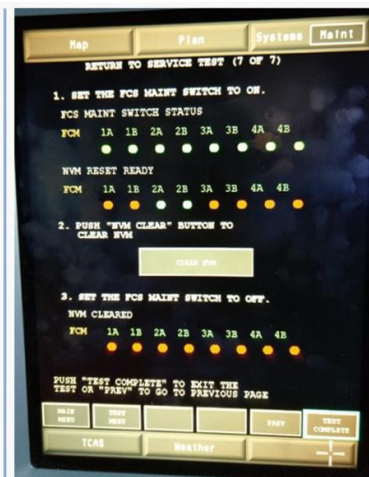 Map Plan Systems Maint
RETURN TO SERVICE TEST (7 OF 7)
1. SET THE FCS MAINT SWITCH TO ON.
FCS MAINT SWITCH STATUS
FCM 1A 1B 2A 2B 3A 3B 4A 4B
NVM RESET READY
FCM 1A 1B 2A 2B 3A 3B 4A 4B
2. PUSH "NVM CLEAR" BUTTON TO
CLEAR NVM
CLEAR NVM
3. SET THE FCS MAINT SWITCH TO OFF.
NVM CLEARED
FCM 1A 1B 2A 2B 3A 3B 4A 4B
PUSH "TEST COMPLETE" TO EXIT THE
TEST OR "PREV" TO GO TO PREVIOUS PAGE
MAIN MENU TEST MENU PREV TEST COMPLETE
TCAS Weather